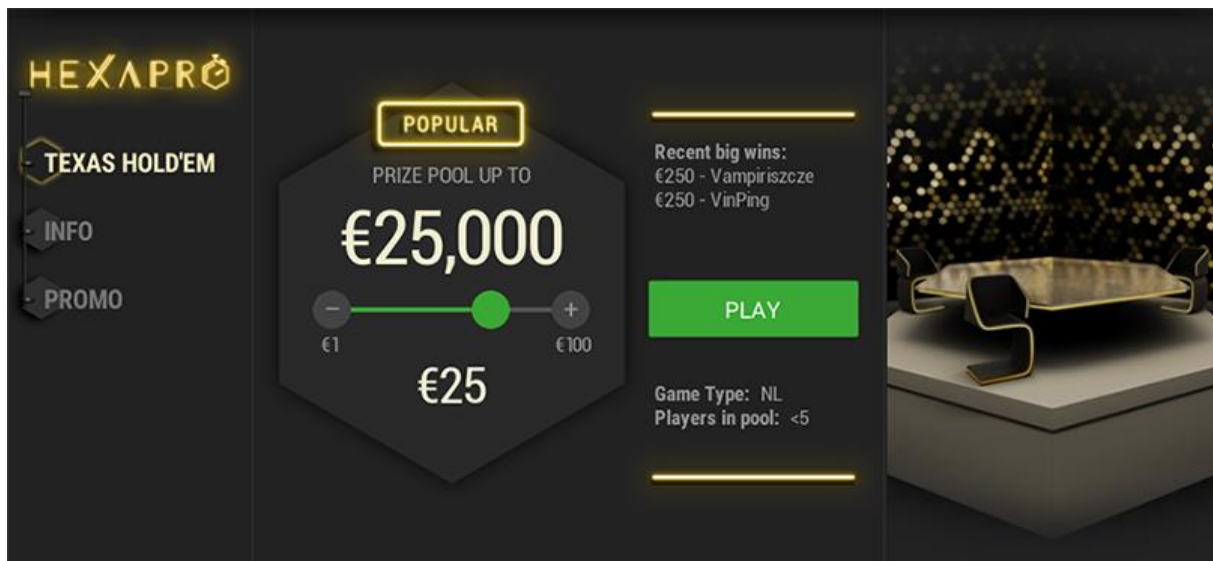 HEXAPRO
TEXAS HOLD'EM
INFO
PROMO
POPULAR
PRIZE POOL UP TO
€25,000
−
+
€1
€100
€25
Recent big wins:
€250 - Vampiriszcze
€250 - VinPing
PLAY
Game Type: NL
Players in pool: <5